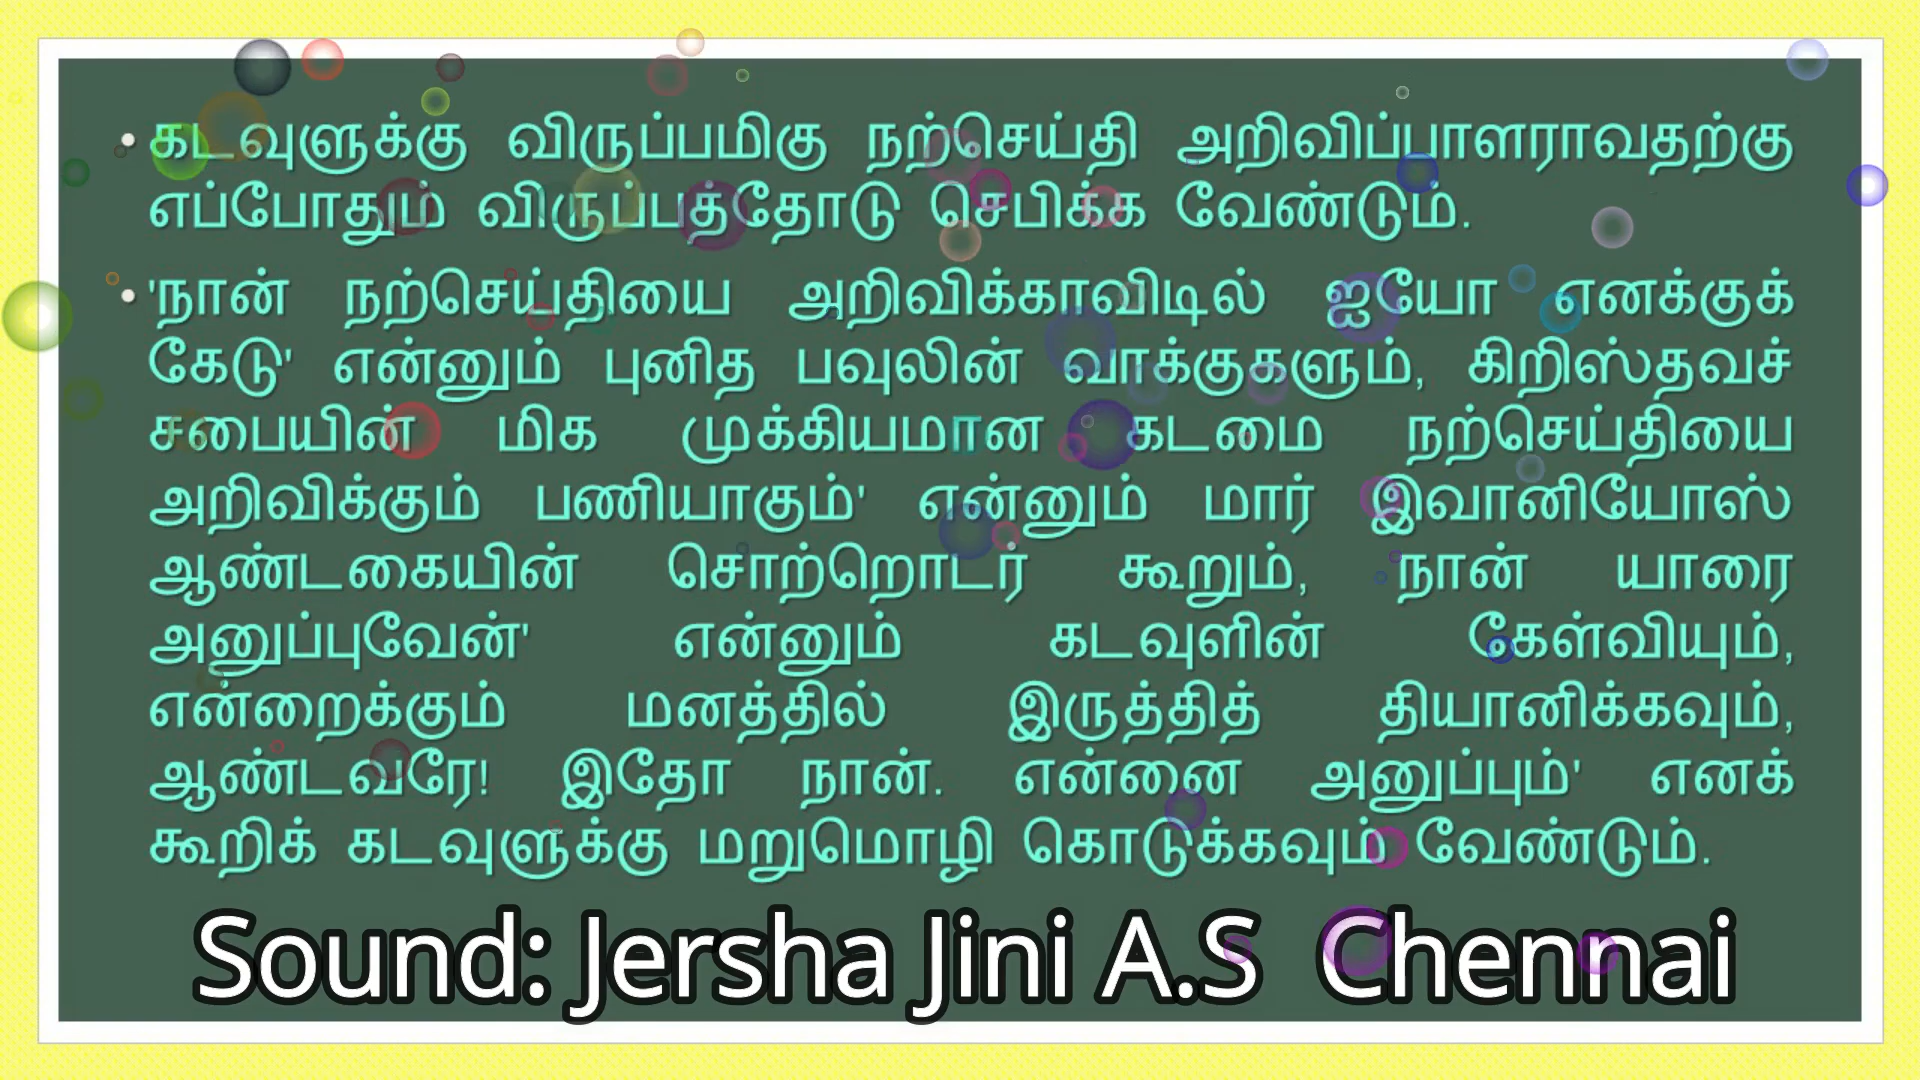 • கடவுளுக்கு விருப்பமிகு நற்செய்தி அறிவிப்பாளராவதற்கு
எப்போதும் விருப்பத்தோடு செபிக்க வேண்டும்.
• 'நான் நற்செய்தியை அறிவிக்காவிடில் ஐயோ எனக்குக்
கேடு' என்னும் புனித பவுலின் வாக்குகளும், கிறிஸ்தவச்
சபையின் மிக முக்கியமான கடமை நற்செய்தியை
அறிவிக்கும் பணியாகும்' என்னும் மார் இவானியோஸ்
ஆண்டகையின் சொற்றொடர் கூறும், நான் யாரை
அனுப்புவேன்' என்னும் கடவுளின் கேள்வியும்,
என்றைக்கும் மனத்தில் இருத்தித் தியானிக்கவும்,
ஆண்டவரே! இதோ நான். என்னை அனுப்பும்' எனக்
கூறிக் கடவுளுக்கு மறுமொழி கொடுக்கவும் வேண்டும்.
Sound: Jersha Jini A.S Chennai